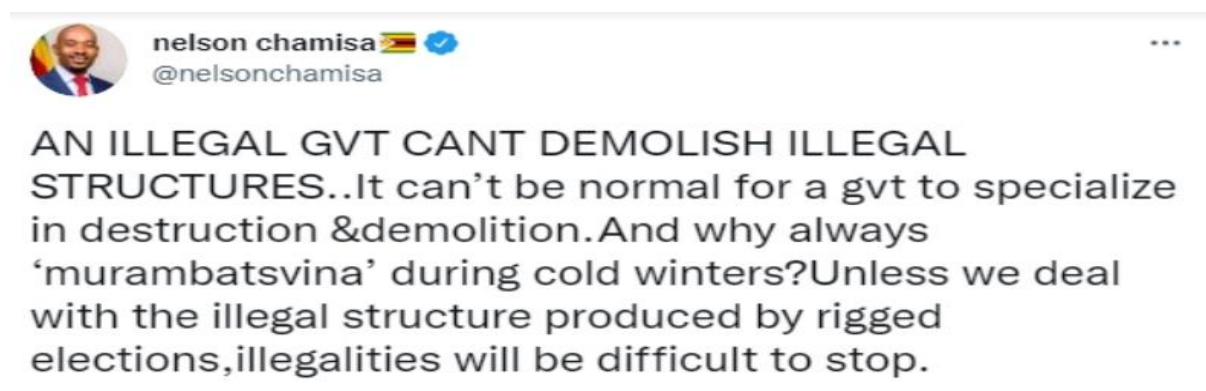 nelson chamisa🇿🇼
@nelsonchamisa
AN ILLEGAL GVT CANT DEMOLISH ILLEGAL
STRUCTURES..It can’t be normal for a gvt to specialize
in destruction &demolition.And why always
‘murambatsvina’ during cold winters?Unless we deal
with the illegal structure produced by rigged
elections,illegalities will be difficult to stop.